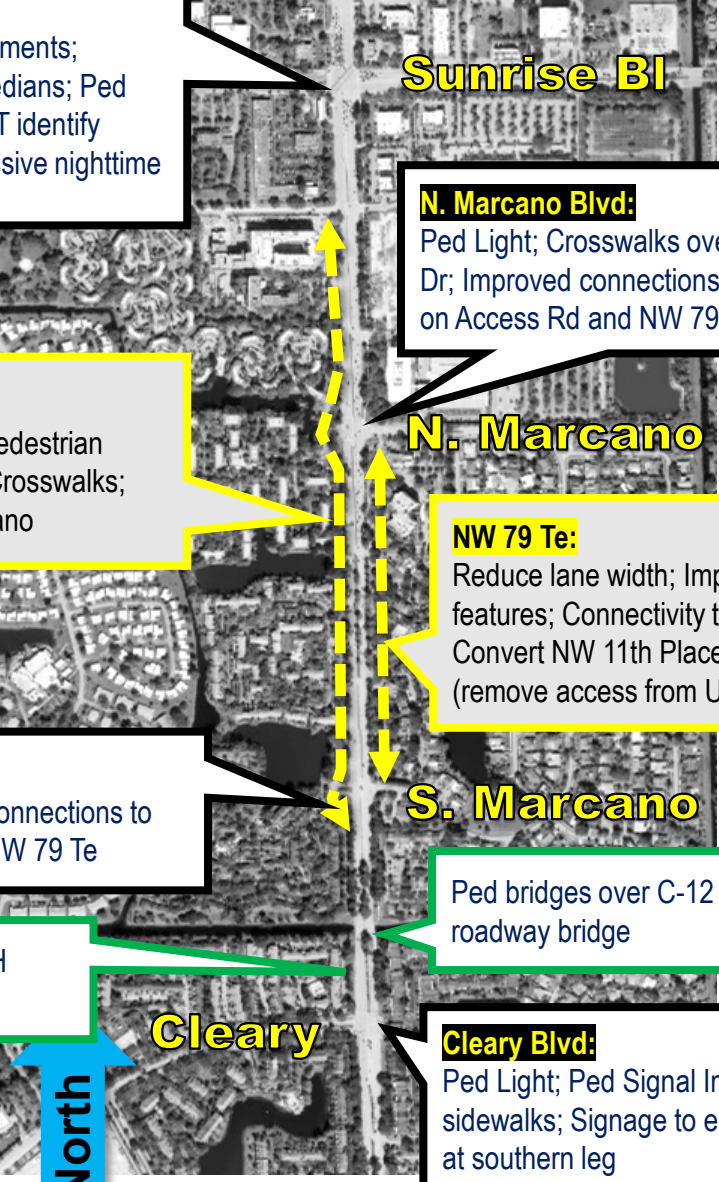 ments;
edians; Ped
T identify
ssive nighttime
Sunrise Bl
N. Marcano Blvd:
Ped Light; Crosswalks ove
Dr; Improved connections
on Access Rd and NW 79
edestrian
Crosswalks;
ano
N. Marcano
NW 79 Te:
Reduce lane width; Imp
features; Connectivity t
Convert NW 11th Place
(remove access from U
onnections to
W 79 Te
S. Marcano
Ped bridges over C-12
roadway bridge
H
Cleary
Cleary Blvd:
Ped Light; Ped Signal In
sidewalks; Signage to e
at southern leg
North